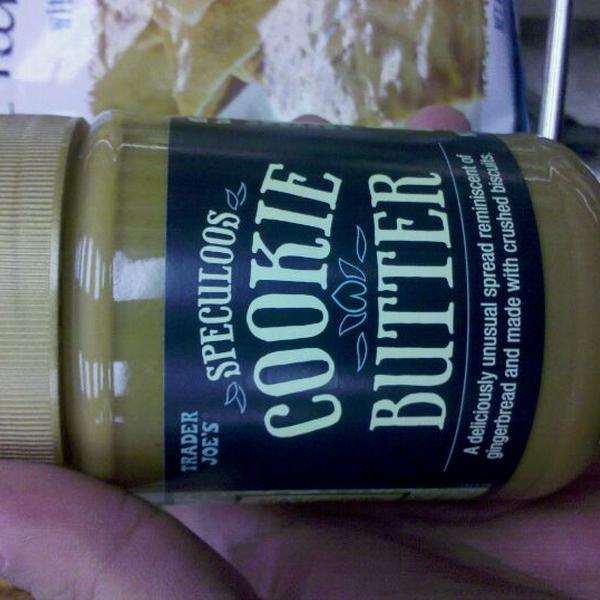 TRADER
JOE'S
SPECULOOS
COOKIE
BUTTER
A deliciously unusual spread reminiscent of
gingerbread and made with crushed biscuits.